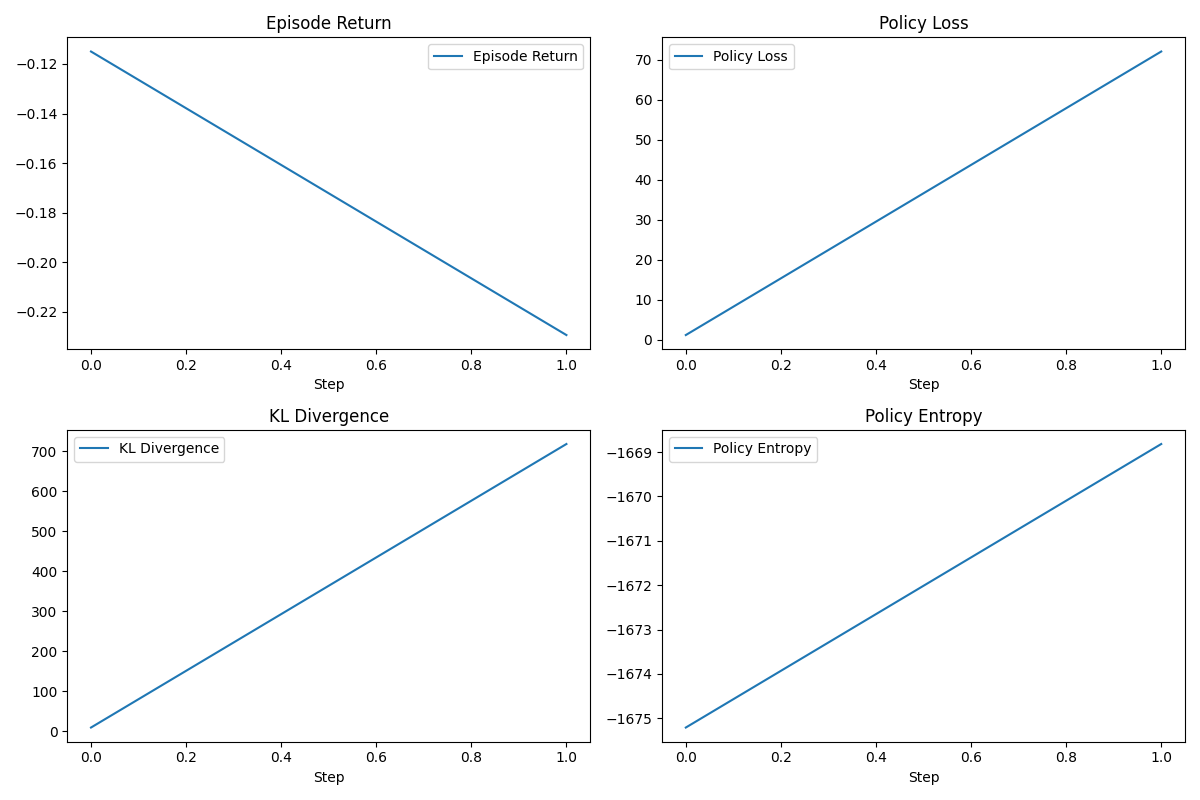 Episode Return
Episode Return
−0.12
−0.14
−0.16
−0.18
−0.20
−0.22
0.0 0.2 0.4 0.6 0.8 1.0
Step
Policy Loss
Policy Loss
70
60
50
40
30
20
10
0
0.0 0.2 0.4 0.6 0.8 1.0
Step
KL Divergence
KL Divergence
700
600
500
400
300
200
100
0
0.0 0.2 0.4 0.6 0.8 1.0
Step
Policy Entropy
Policy Entropy
−1669
−1670
−1671
−1672
−1673
−1674
−1675
0.0 0.2 0.4 0.6 0.8 1.0
Step